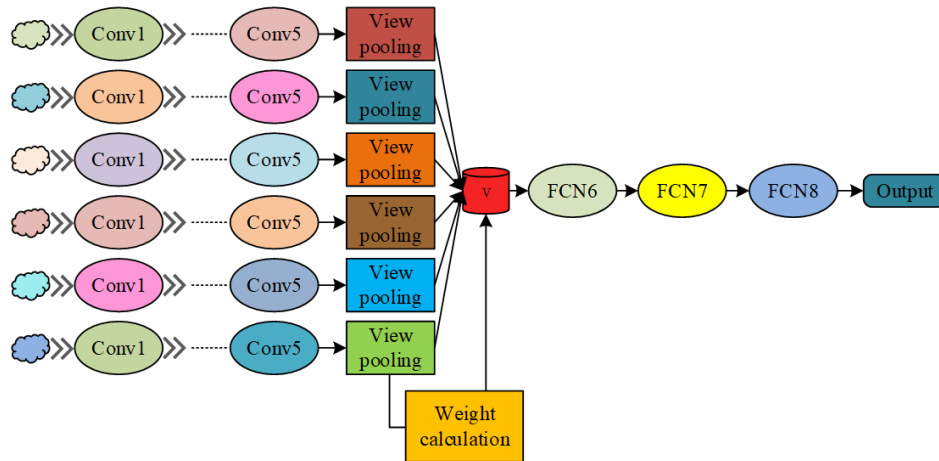 Conv1
Conv5
View
pooling
Conv1
Conv5
View
pooling
Conv1
Conv5
View
pooling
v
FCN6
FCN7
FCN8
Output
Conv1
Conv5
View
pooling
Conv1
Conv5
View
pooling
Conv1
Conv5
View
pooling
Weight
calculation